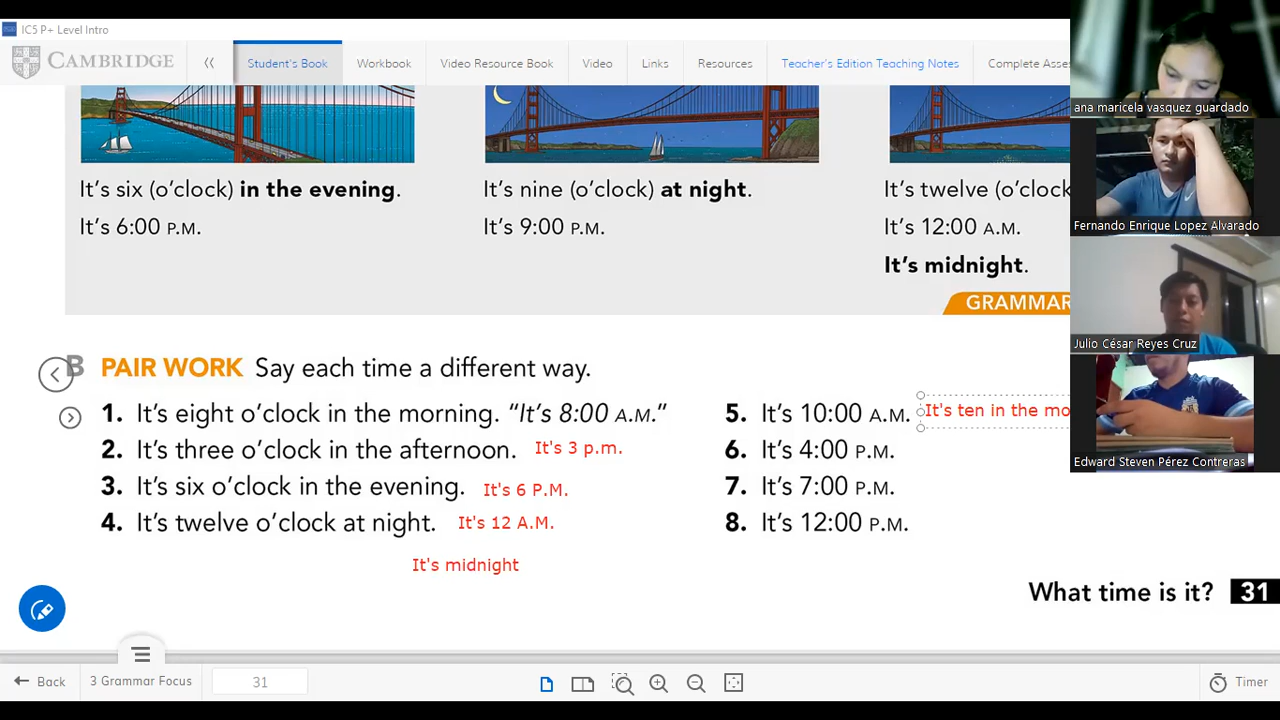 IC5 P+ Level Intro
CAMBRIDGE
Student's Book
Workbook
Video Resource Book
Video
Links
Resources
Teacher's Edition Teaching Notes
Complete Asse
ana maricela vasquez guardado
Fernando Enrique Lopez Alvarado
Julio César Reyes Cruz
Edward Steven Pérez Contreras
It's six (o'clock) in the evening.
It's 6:00 P.M.
It's nine (o'clock) at night.
It's 9:00 P.M.
It's twelve (o'clock
It's 12:00 A.M.
It's midnight.
GRAMMAR
B PAIR WORK Say each time a different way.
1. It's eight o'clock in the morning. “It's 8:00 A.M.”
2. It's three o'clock in the afternoon. It's 3 p.m.
3. It's six o'clock in the evening. It's 6 P.M.
4. It's twelve o'clock at night. It's 12 A.M.
It's midnight
5. It's 10:00 A.M. It's ten in the mo
6. It's 4:00 P.M.
7. It's 7:00 P.M.
8. It's 12:00 P.M.
What time is it? 31
Back
3 Grammar Focus
31
Timer